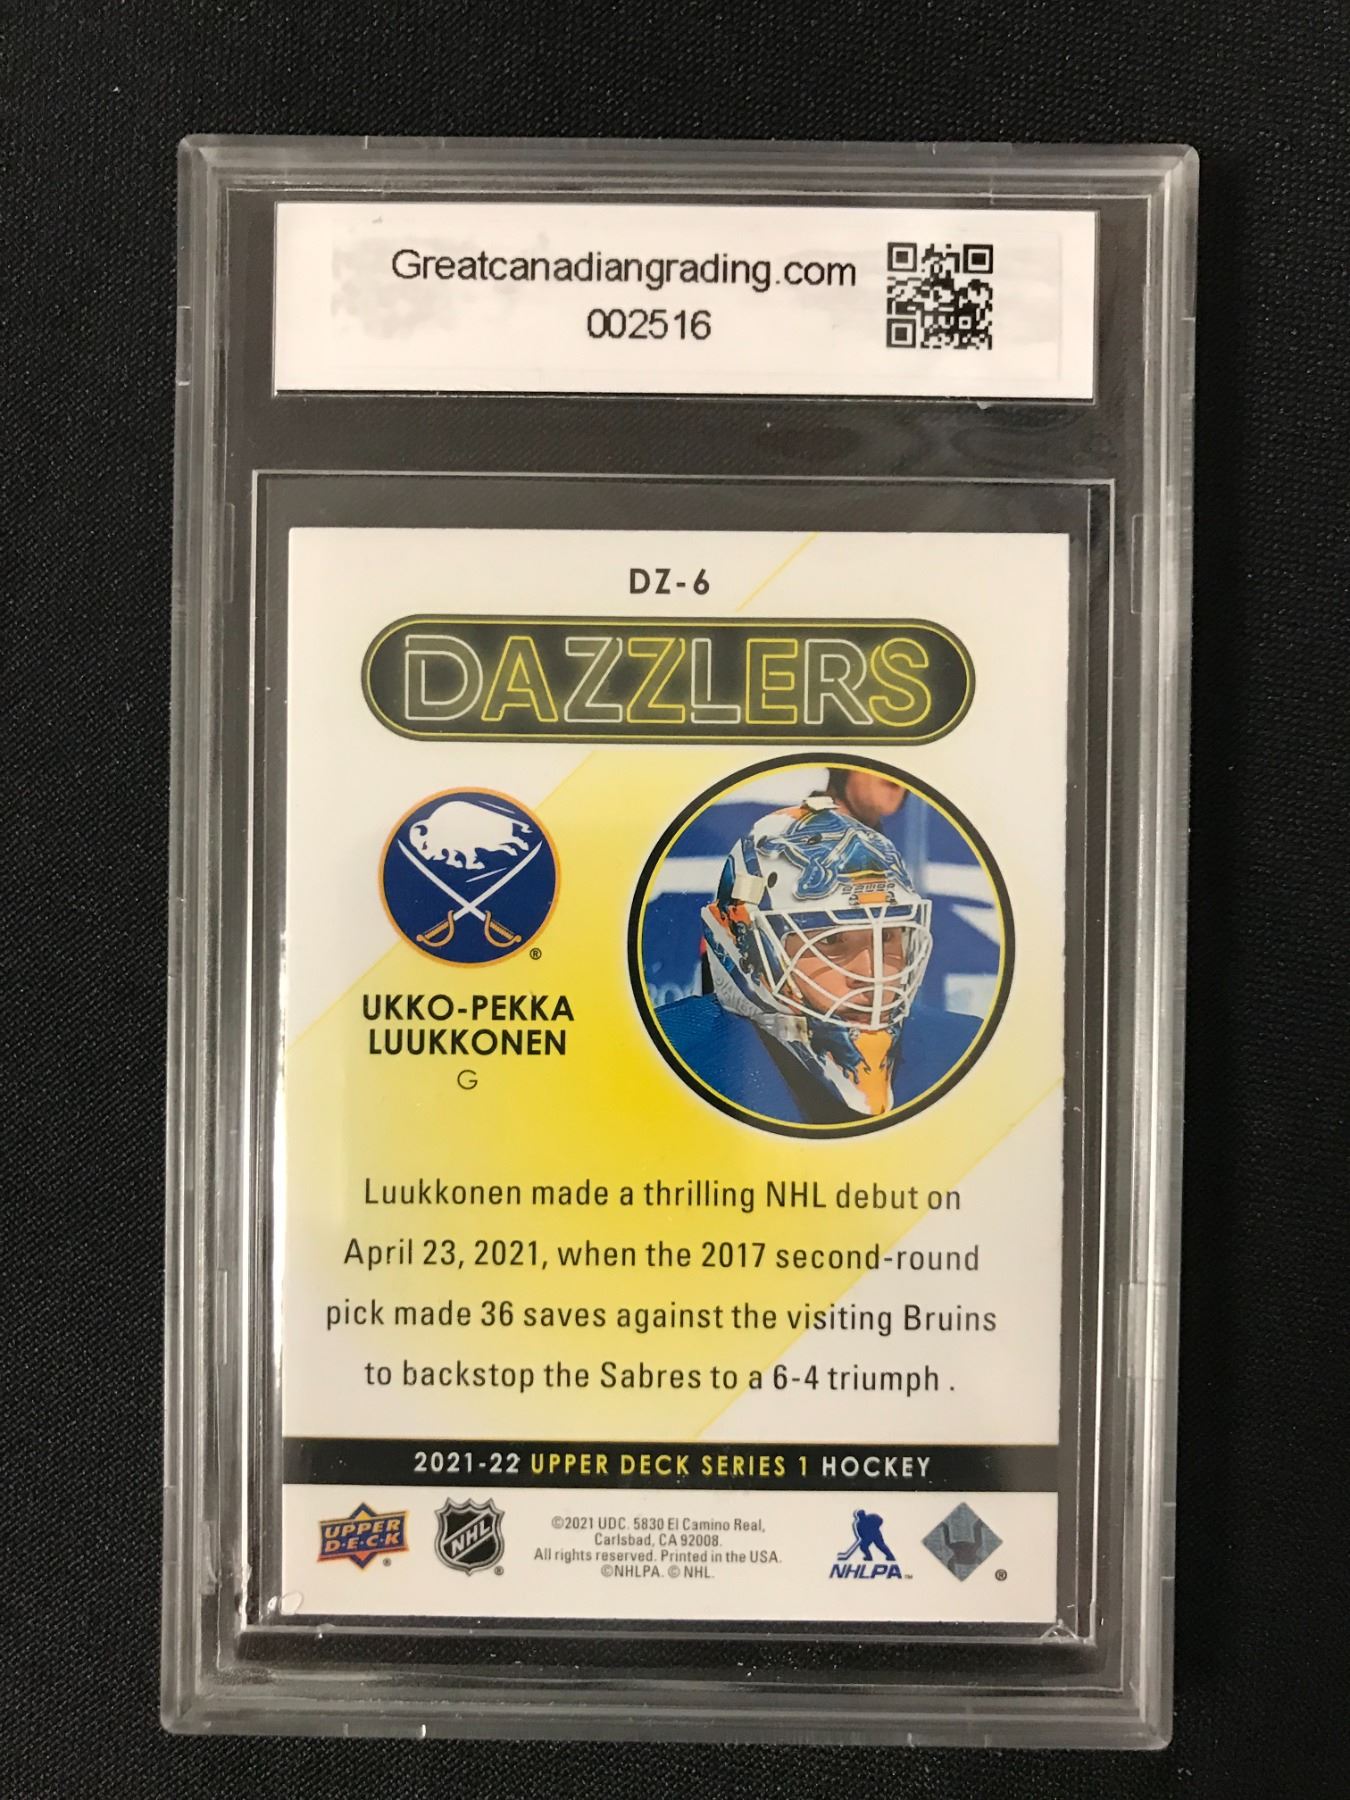 Greatcanadiangrading.com
002516
DZ-6
DAZZLERS
BAUER
®
UKKO-PEKKA
LUUKKONEN
G
Luukkonen made a thrilling NHL debut on
April 23, 2021, when the 2017 second-round
pick made 36 saves against the visiting Bruins
to backstop the Sabres to a 6-4 triumph .
2021-22 UPPER DECK SERIES 1 HOCKEY
UPPER
D·E·C·K
®
NHL
®
©2021 UDC. 5830 El Camino Real,
Carlsbad, CA 92008.
All rights reserved. Printed in the USA.
©NHLPA. © NHL.
NHLPA™
®